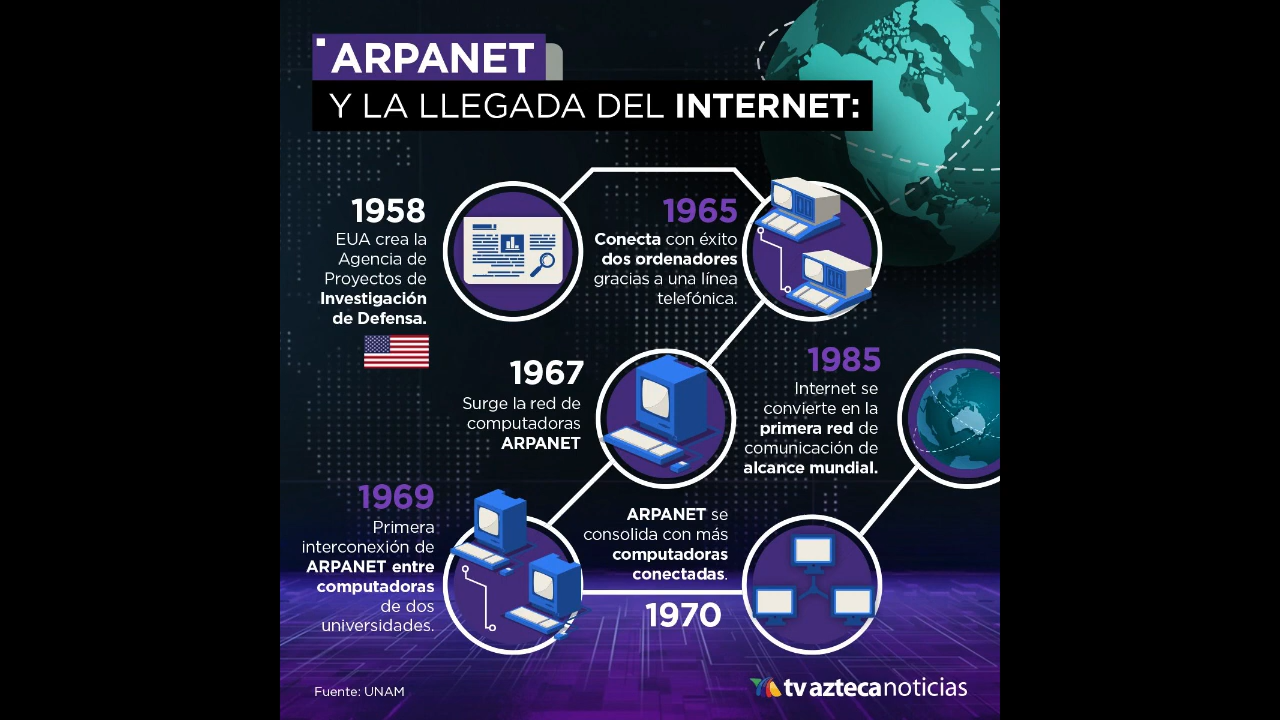 ARPANET
Y LA LLEGADA DEL INTERNET:
1958
EUA crea la
Agencia de
Proyectos de
Investigación
de Defensa.
1965
Conecta con éxito
dos ordenadores
gracias a una línea
telefónica.
1967
Surge la red de
computadoras
ARPANET
1985
Internet se
convierte en la
primera red de
comunicación de
alcance mundial.
1969
Primera
interconexión de
ARPANET entre
computadoras
de dos
universidades.
ARPANET se
consolida con más
computadoras
conectadas.
1970
Fuente: UNAM
tv azteca noticias